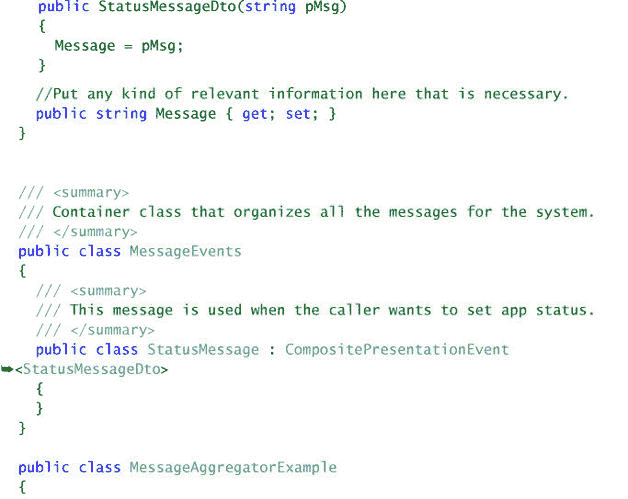 public StatusMessageDto(string pMsg)
{
Message = pMsg;
}
//Put any kind of relevant information here that is necessary.
public string Message { get; set; }
}
/// <summary>
/// Container class that organizes all the messages for the system.
/// </summary>
public class MessageEvents
{
/// <summary>
/// This message is used when the caller wants to set app status.
/// </summary>
public class StatusMessage : CompositePresentationEvent
➥<StatusMessageDto>
{
}
}
public class MessageAggregatorExample
{